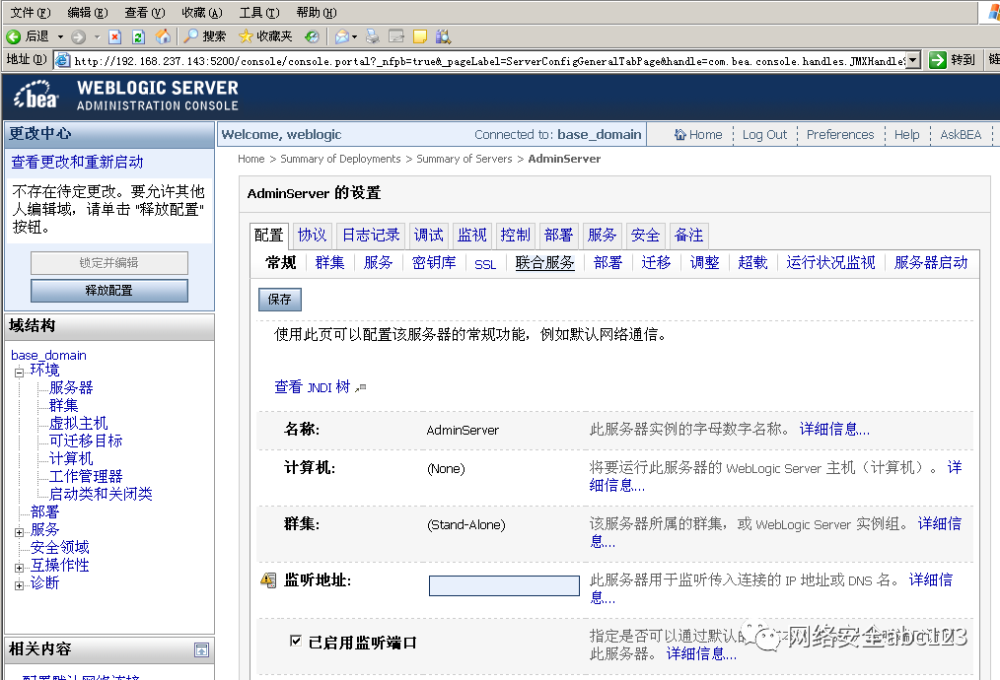 文件(F) 编辑(E) 查看(V) 收藏(A) 工具(T) 帮助(H)
后退 搜索 收藏夹
地址(D) http://192.168.237.143:5200/console/console.portal?_nfpb=true&_pageLabel=ServerConfigGeneralTabPage&handle=com.bea.console.handles.JMXHandle 转到
bea WEBLOGIC SERVER
ADMINISTRATION CONSOLE
更改中心
查看更改和重新启动
不存在待定更改。要允许其他
人编辑域，请单击 "释放配置"
按钮。
锁定并编辑
释放配置
域结构
base_domain
环境
服务器
群集
虚拟主机
可迁移目标
计算机
工作管理器
启动类和关闭类
部署
服务
安全领域
互操作性
诊断
相关内容
配置默认网络连接
Welcome, weblogic Connected to: base_domain Home Log Out Preferences Help AskBEA
Home > Summary of Deployments > Summary of Servers > AdminServer
AdminServer 的设置
配置 协议 日志记录 调试 监视 控制 部署 服务 安全 备注
常规 群集 服务 密钥库 SSL 联合服务 部署 迁移 调整 超载 运行状况监视 服务器启动
保存
使用此页可以配置该服务器的常规功能，例如默认网络通信。
查看 JNDI 树
名称: AdminServer 此服务器实例的字母数字名称。 详细信息...
计算机: (None) 将要运行此服务器的 WebLogic Server 主机（计算机）。 详
细信息...
群集: (Stand-Alone) 该服务器所属的群集，或 WebLogic Server 实例组。 详细信
息...
监听地址: 此服务器用于监听传入连接的 IP 地址或 DNS 名。 详细信
息...
已启用监听端口 指定是否可以通过默认的
此服务器。 详细信息...
网络安全abc123